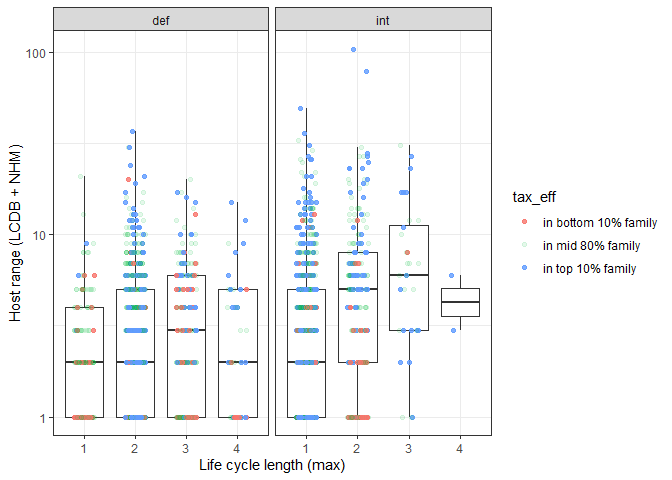 def
int
100
10
1
Host range (LCDB + NHM )
1
2
3
4
1
2
3
4
Life cycle length (max)
tax_eff
in bottom 10% family
in mid 80% family
in top 10% family